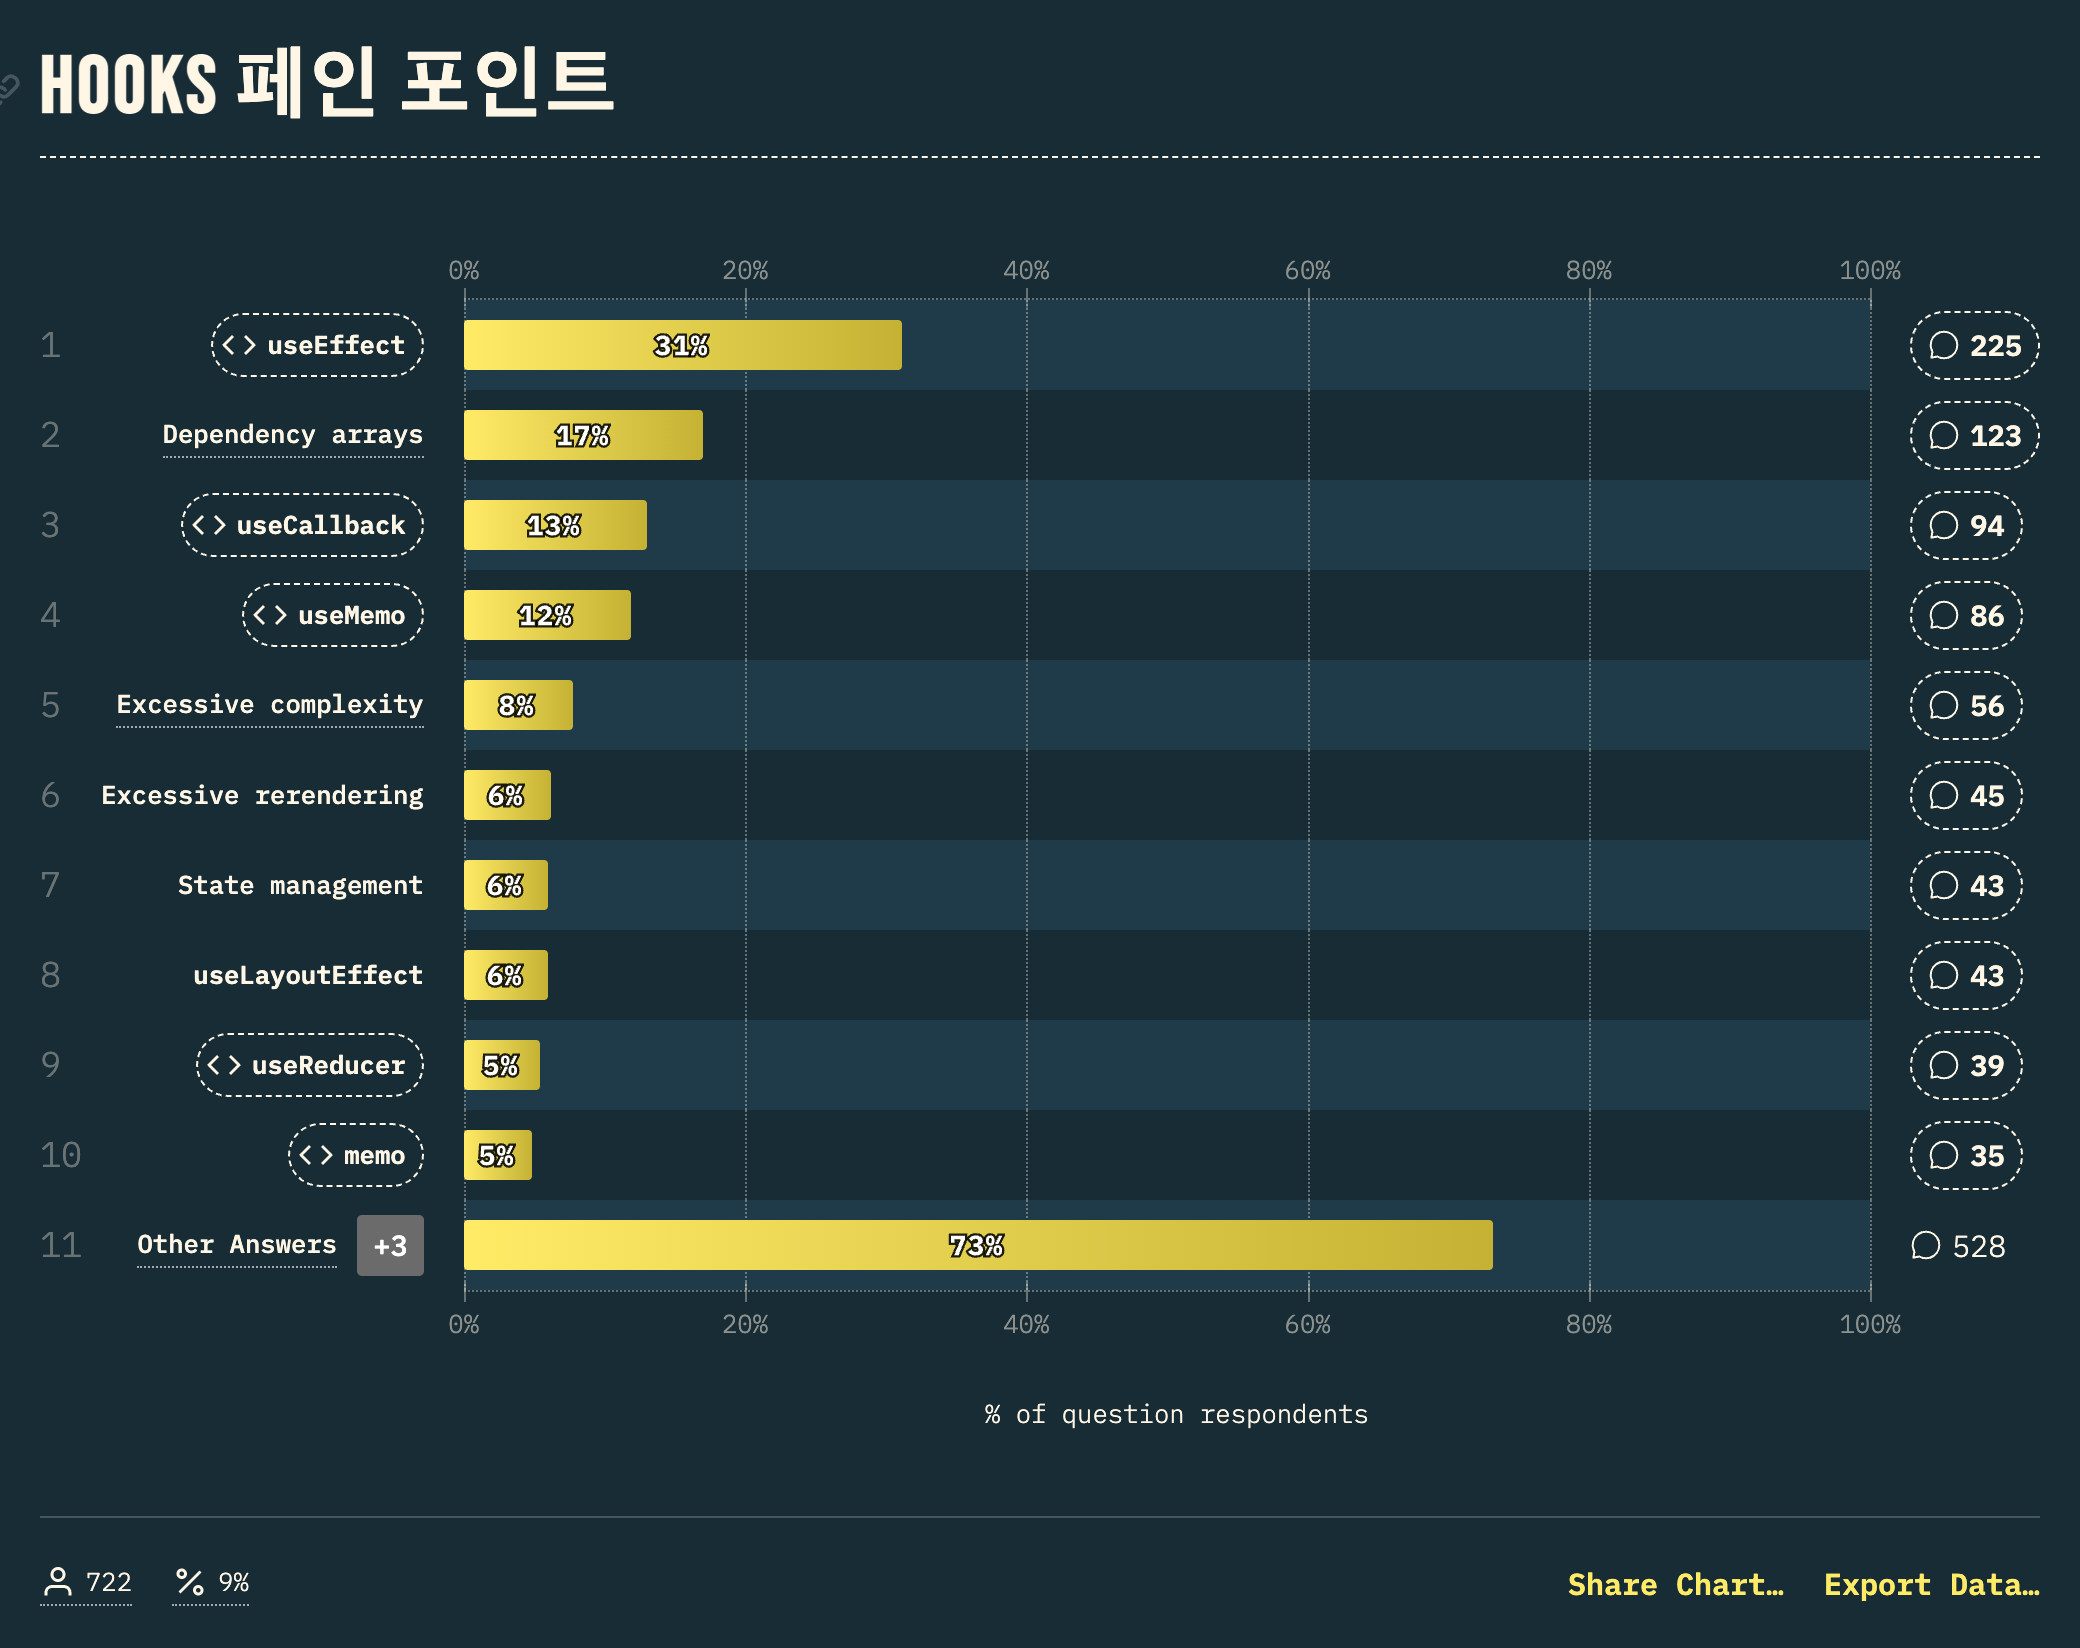 HOOKS 페인 포인트
0% 20% 40% 60% 80% 100%
1 <> useEffect 31% 225
2 Dependency arrays 17% 123
3 <> useCallback 13% 94
4 <> useMemo 12% 86
5 Excessive complexity 8% 56
6 Excessive rerendering 6% 45
7 State management 6% 43
8 useLayoutEffect 6% 43
9 <> useReducer 5% 39
10 <> memo 5% 35
11 Other Answers +3 73% 528
0% 20% 40% 60% 80% 100%
% of question respondents
722 % 9% Share Chart… Export Data…